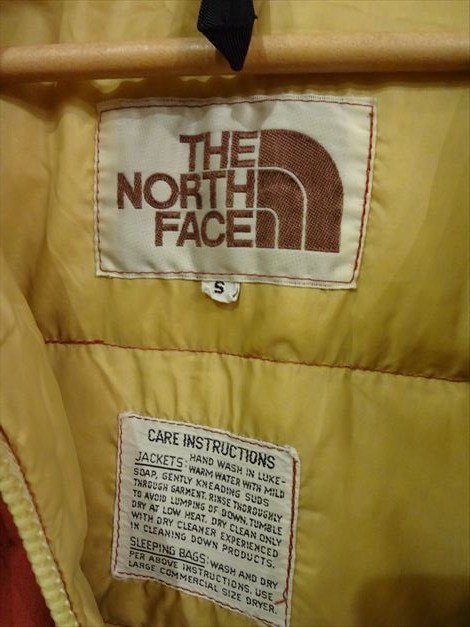 THE
NORTH
FACE
S
CARE INSTRUCTIONS
JACKETS: HAND WASH IN LUKE-
WARM WATER WITH MILD
SOAP, GENTLY KNEADING SUDS
THROUGH GARMENT. RINSE THOROUGHLY
TO AVOID LUMPING OF DOWN. TUMBLE
DRY AT LOW HEAT. DRY CLEAN ONLY
WITH DRY CLEANER EXPERIENCED
IN CLEANING DOWN PRODUCTS.
SLEEPING BAGS: WASH AND DRY
PER ABOVE INSTRUCTIONS. USE
LARGE COMMERCIAL SIZE DRYER.